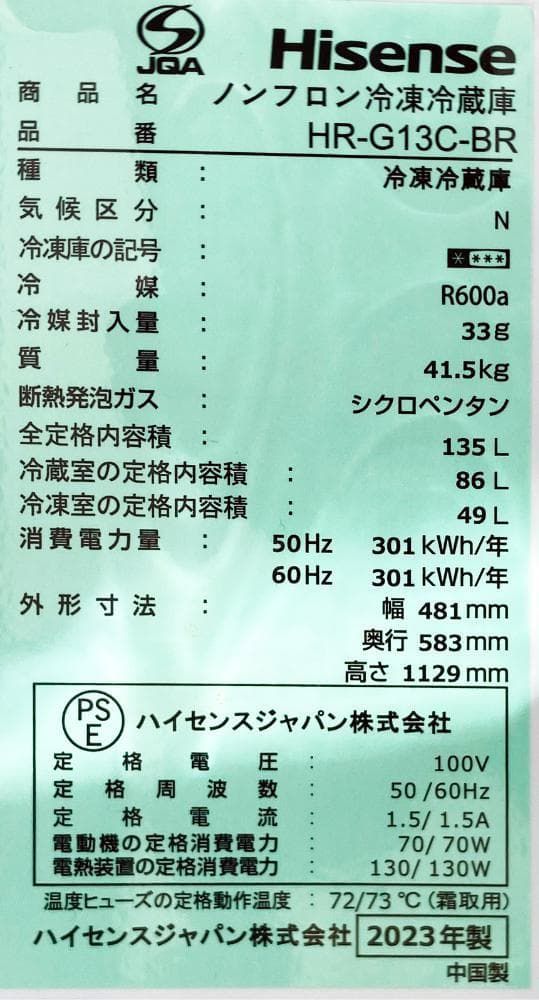 JQA Hisense
商品名 ノンフロン冷凍冷蔵庫
品番 HR-G13C-BR
種類 : 冷凍冷蔵庫
気候区分 : N
冷凍庫の記号 : ****
冷媒 : R600a
冷媒封入量 : 33g
質量 : 41.5kg
断熱発泡ガス : シクロペンタン
全定格内容積 : 135 L
冷蔵室の定格内容積 : 86 L
冷凍室の定格内容積 : 49 L
消費電力量 : 50Hz 301kWh/年
60Hz 301kWh/年
外形寸法 : 幅 481mm
奥行 583mm
高さ 1129mm
PSE ハイセンスジャパン株式会社
定格電圧 : 100V
定格周波数 : 50/60Hz
定格電流 : 1.5/1.5A
電動機の定格消費電力 : 70/70W
電熱装置の定格消費電力 : 130/130W
温度ヒューズの定格動作温度 : 72/73℃(霜取用)
ハイセンスジャパン株式会社 2023年製
中国製